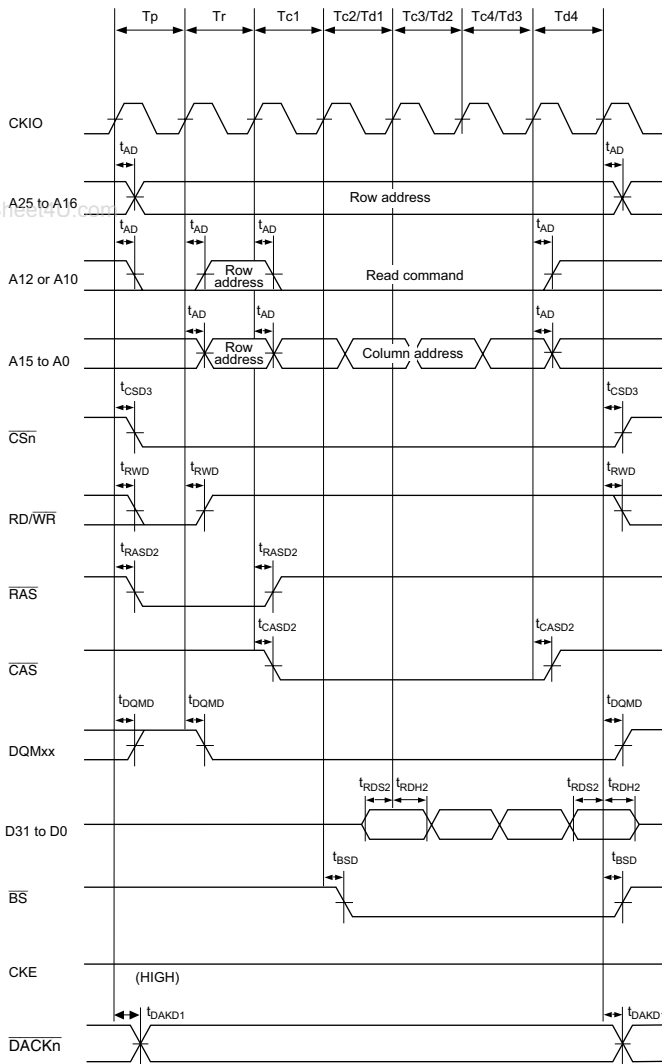 Tp Tr Tc1 Tc2/Td1 Tc3/Td2 Tc4/Td3 Td4
CKIO
tAD tAD
A25 to A16 Row address
tAD tAD tAD tAD
A12 or A10 Row address Read command
tAD tAD tAD
A15 to A0 Row address Column address
tCSD3 tCSD3
CSn
tRWD tRWD tRWD
RD/WR
tRASD2 tRASD2
RAS
tCASD2 tCASD2
CAS
tDQMD tDQMD tDQMD
DQMxx
tRDS2 tRDH2 tRDS2 tRDH2
D31 to D0
tBSD tBSD
BS
CKE
(HIGH)
tDAKD1 tDAKD1
DACKn